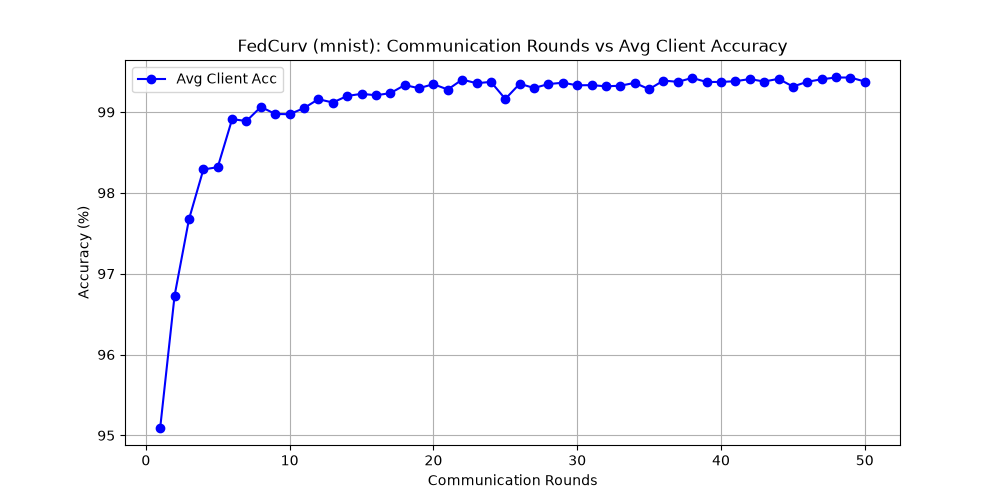 FedCurv (mnist): Communication Rounds vs Avg Client Accuracy
Avg Client Acc
Accuracy (%)
99
98
97
96
95
0 10 20 30 40 50
Communication Rounds